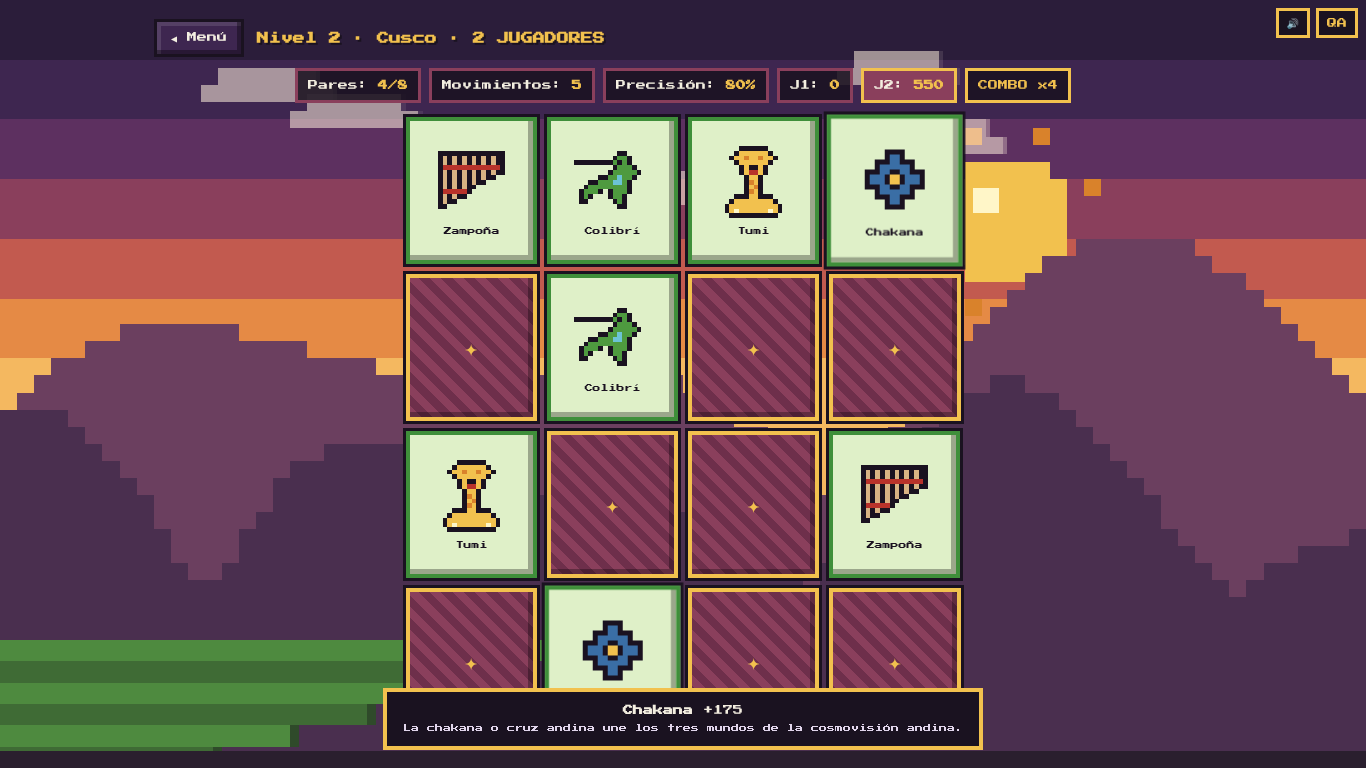 ◂ Menú
Nivel 2 · Cusco · 2 JUGADORES
QA
Pares: 4/8
Movimientos: 5
Precisión: 80%
J1: 0
J2: 550
COMBO x4
Zampoña
Colibrí
Tumi
Chakana
Colibrí
Tumi
Zampoña
Chakana +175
La chakana o cruz andina une los tres mundos de la cosmovisión andina.